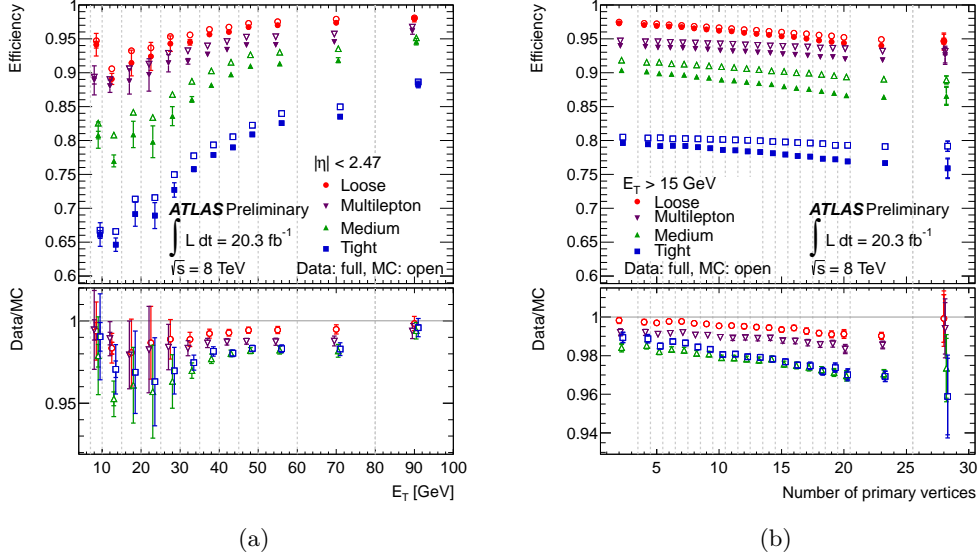 Efficiency
1
0.95
0.9
0.85
0.8
0.75
0.7
0.65
0.6
|η| < 2.47
Loose
Multilepton
Medium
Tight
ATLAS Preliminary
∫ L dt = 20.3 fb⁻¹
√s = 8 TeV
Data: full, MC: open
Data/MC
1
0.95
10 20 30 40 50 60 70 80 90 100
E_T [GeV]
(a)
Efficiency
1
0.95
0.9
0.85
0.8
0.75
0.7
0.65
0.6
E_T > 15 GeV
Loose
Multilepton
Medium
Tight
ATLAS Preliminary
∫ L dt = 20.3 fb⁻¹
√s = 8 TeV
Data: full, MC: open
Data/MC
1
0.98
0.96
0.94
5 10 15 20 25 30
Number of primary vertices
(b)